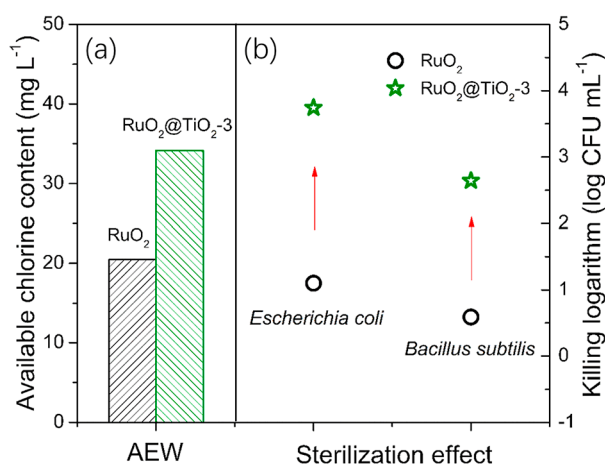 Available chlorine content (mg L⁻¹)
50
40
30
20
10
0
(a)
RuO₂@TiO₂-3
RuO₂
AEW
(b)
RuO₂
RuO₂@TiO₂-3
Escherichia coli
Bacillus subtilis
Sterilization effect
5
4
3
2
1
0
-1
Killing logarithm (log CFU mL⁻¹)